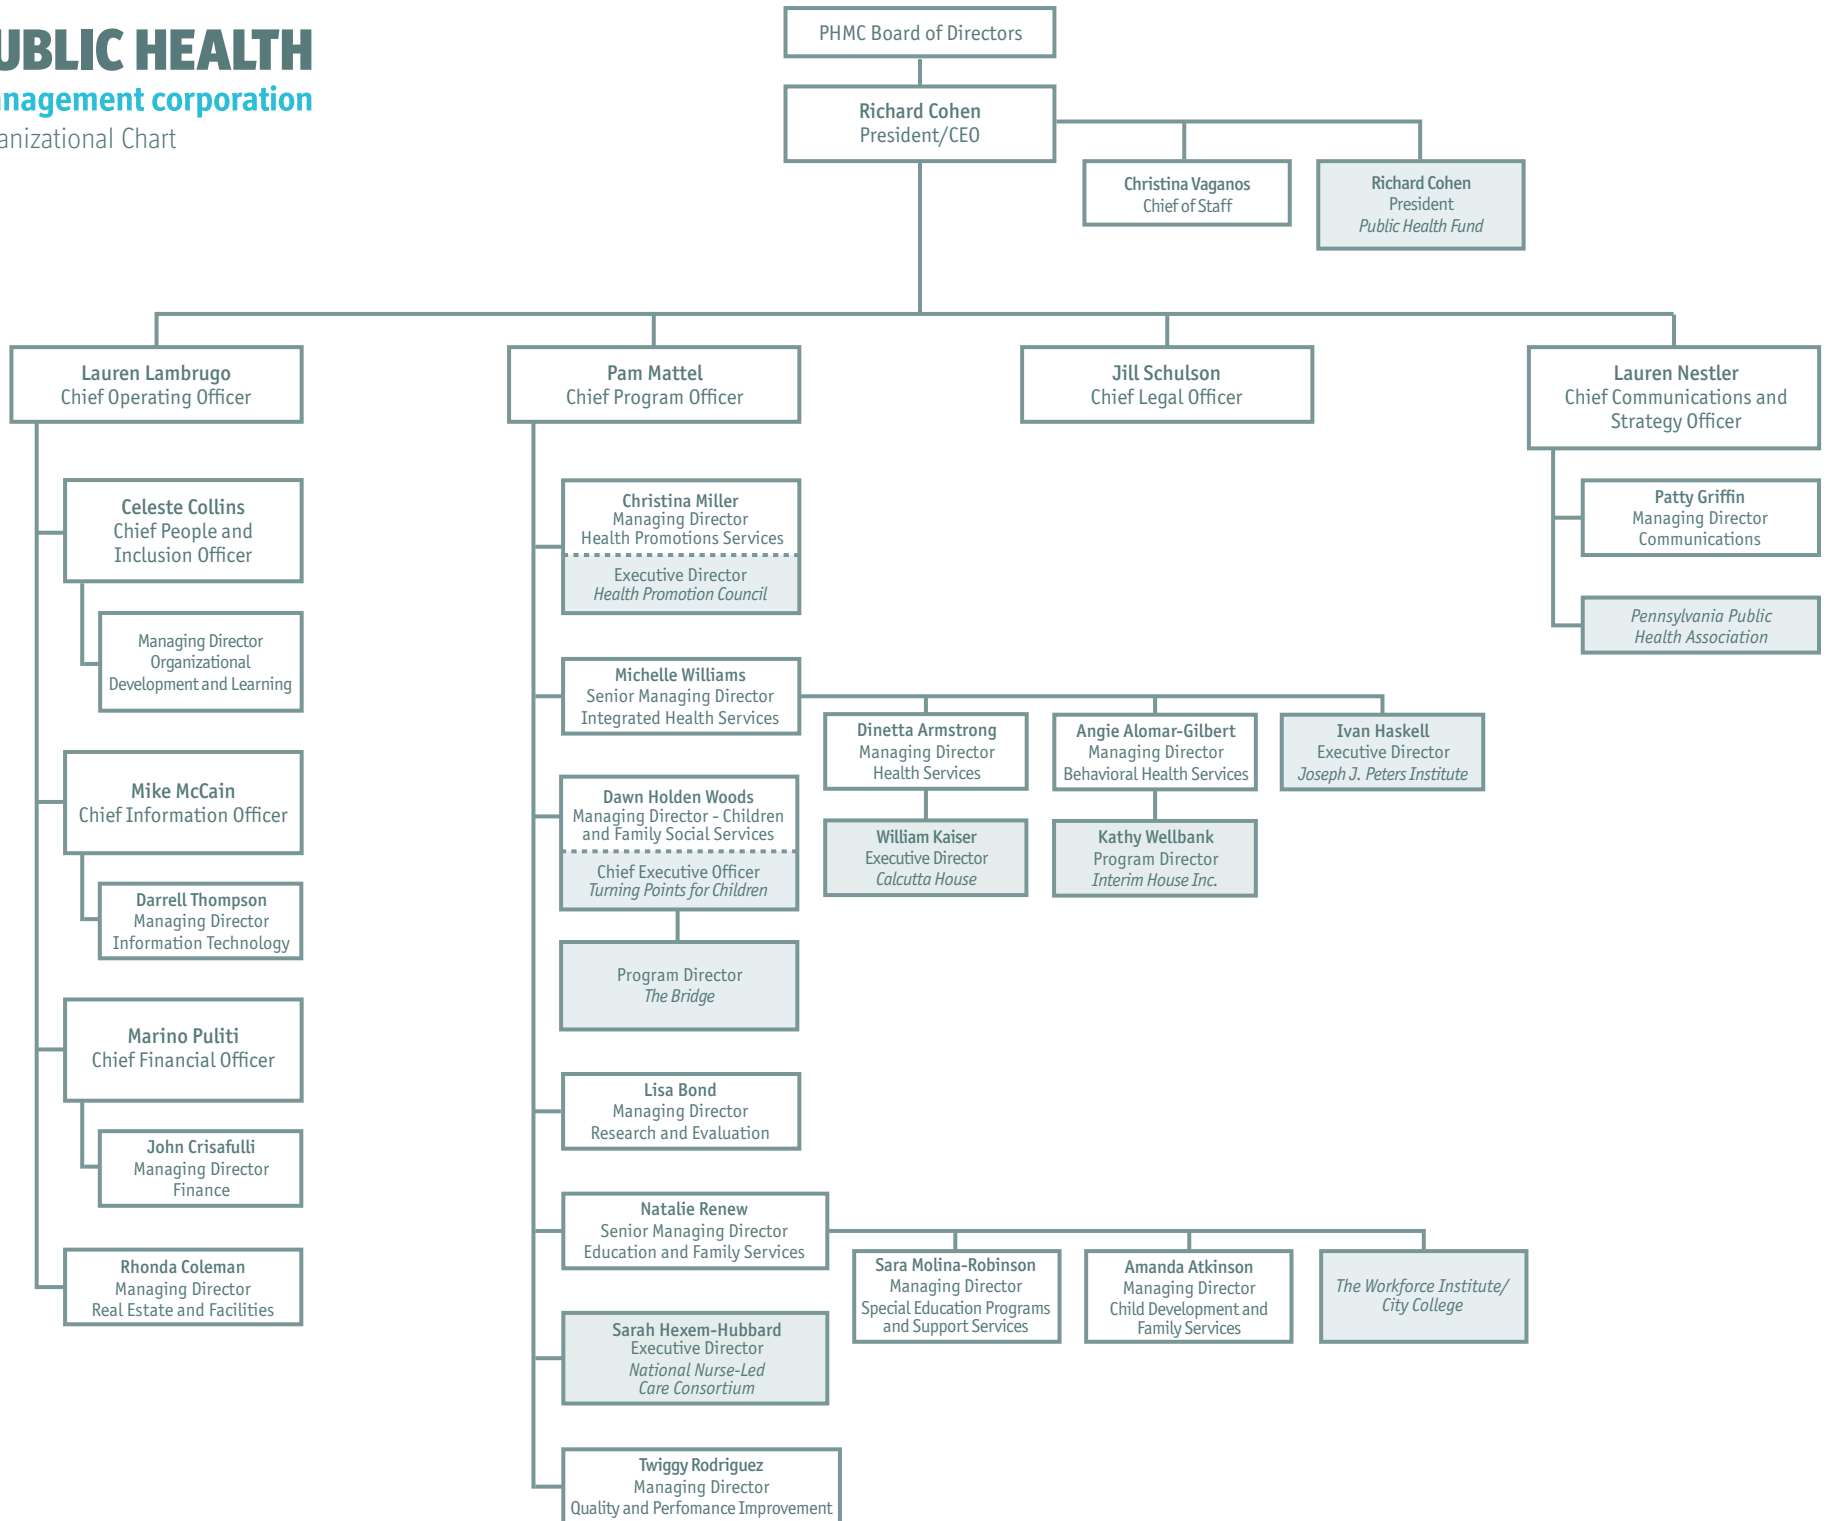 UBLIC HEALTH
nagement corporation
anizational Chart
PHMC Board of Directors
Richard Cohen
President/CEO
Christina Vaganos
Chief of Staff
Richard Cohen
President
Public Health Fund
Lauren Lambrugo
Chief Operating Officer
Pam Mattel
Chief Program Officer
Jill Schulson
Chief Legal Officer
Lauren Nestler
Chief Communications and
Strategy Officer
Celeste Collins
Chief People and
Inclusion Officer
Managing Director
Organizational
Development and Learning
Mike McCain
Chief Information Officer
Darrell Thompson
Managing Director
Information Technology
Marino Puliti
Chief Financial Officer
John Crisafulli
Managing Director
Finance
Rhonda Coleman
Managing Director
Real Estate and Facilities
Christina Miller
Managing Director
Health Promotions Services
Executive Director
Health Promotion Council
Michelle Williams
Senior Managing Director
Integrated Health Services
Dinetta Armstrong
Managing Director
Health Services
William Kaiser
Executive Director
Calcutta House
Angie Alomar-Gilbert
Managing Director
Behavioral Health Services
Kathy Wellbank
Program Director
Interim House Inc.
Ivan Haskell
Executive Director
Joseph J. Peters Institute
Dawn Holden Woods
Managing Director - Children
and Family Social Services
Chief Executive Officer
Turning Points for Children
Program Director
The Bridge
Lisa Bond
Managing Director
Research and Evaluation
Natalie Renew
Senior Managing Director
Education and Family Services
Sara Molina-Robinson
Managing Director
Special Education Programs
and Support Services
Amanda Atkinson
Managing Director
Child Development and
Family Services
The Workforce Institute/
City College
Sarah Hexem-Hubbard
Executive Director
National Nurse-Led
Care Consortium
Twiggy Rodriguez
Managing Director
Quality and Perfomance Improvement
Patty Griffin
Managing Director
Communications
Pennsylvania Public
Health Association